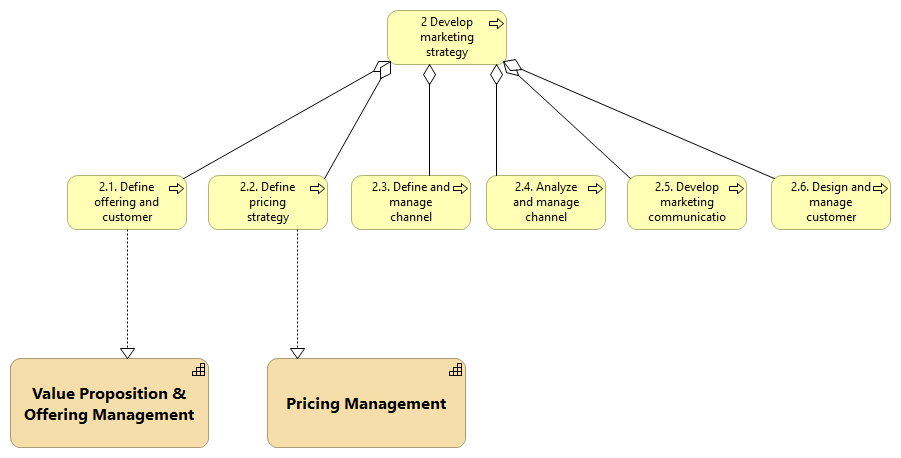 2 Develop
marketing
strategy
2.1. Define
offering and
customer
2.2. Define
pricing
strategy
2.3. Define and
manage
channel
2.4. Analyze
and manage
channel
2.5. Develop
marketing
communicatio
2.6. Design and
manage
customer
Value Proposition &
Offering Management
Pricing Management